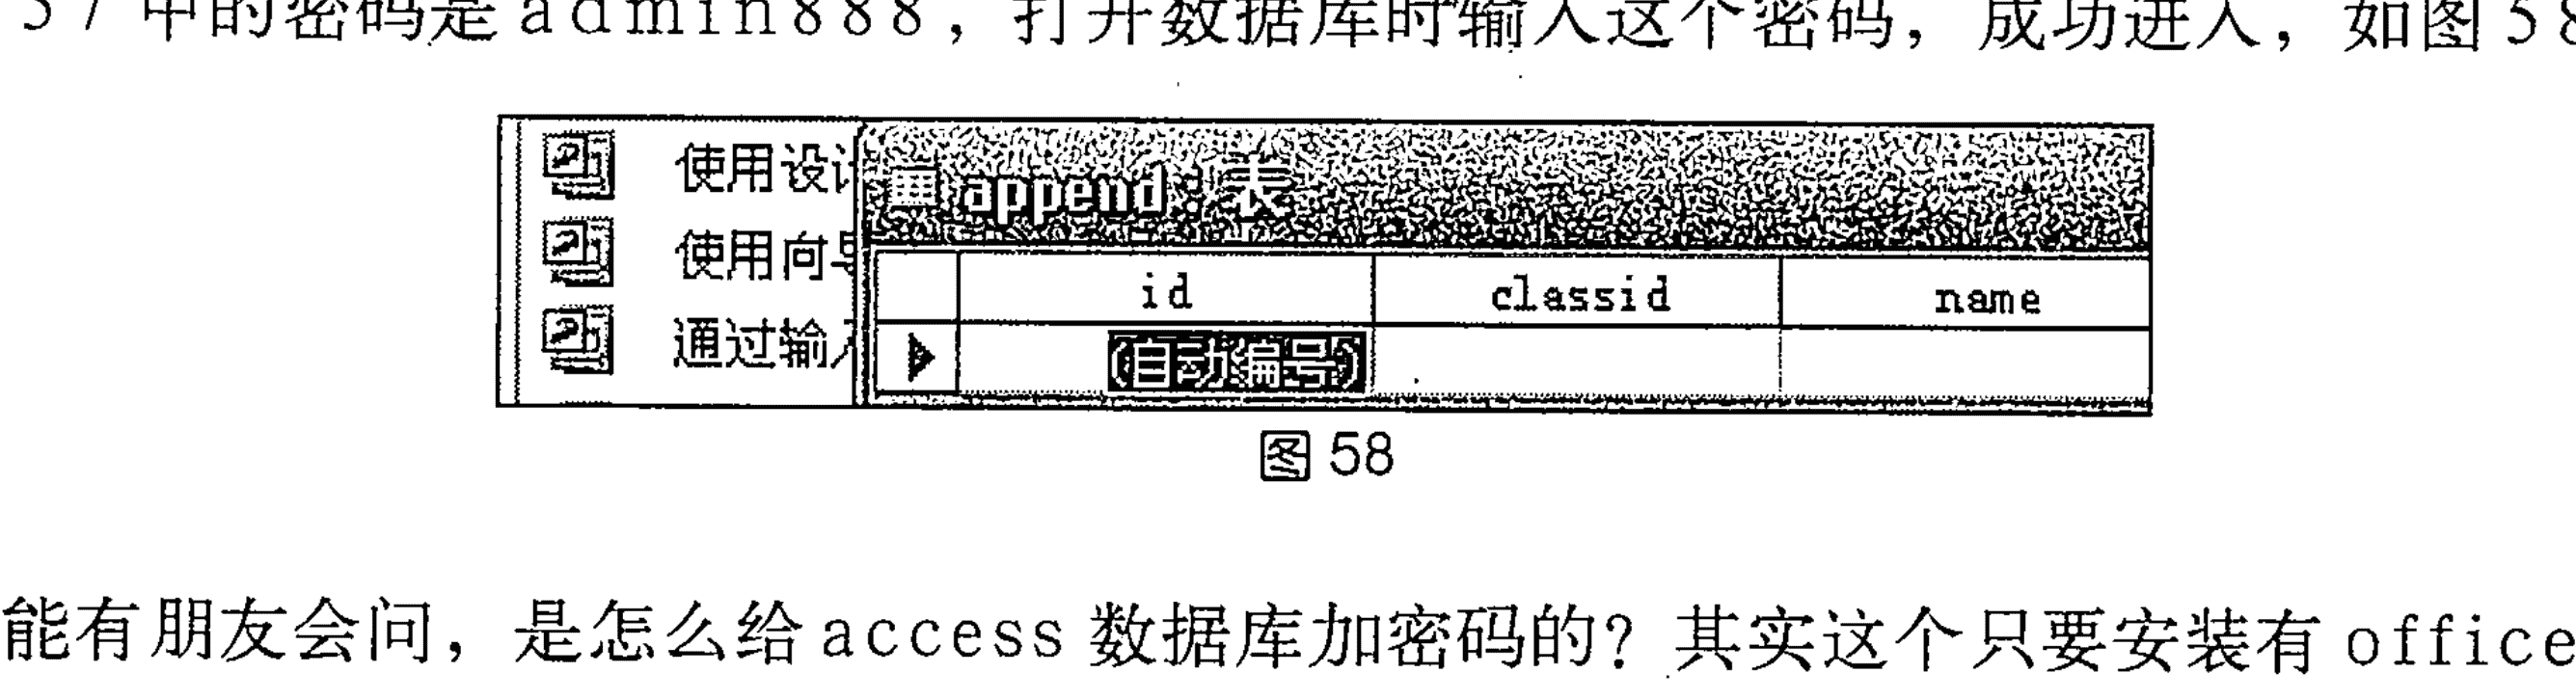 57中的密码是admin888，打开数据库时输入这个密码，成功进入，如图58
使用设计
append : 表
使用向导
id classid name
通过输入
(自动编号)
图 58
能有朋友会问，是怎么给access数据库加密码的？其实这个只要安装有office